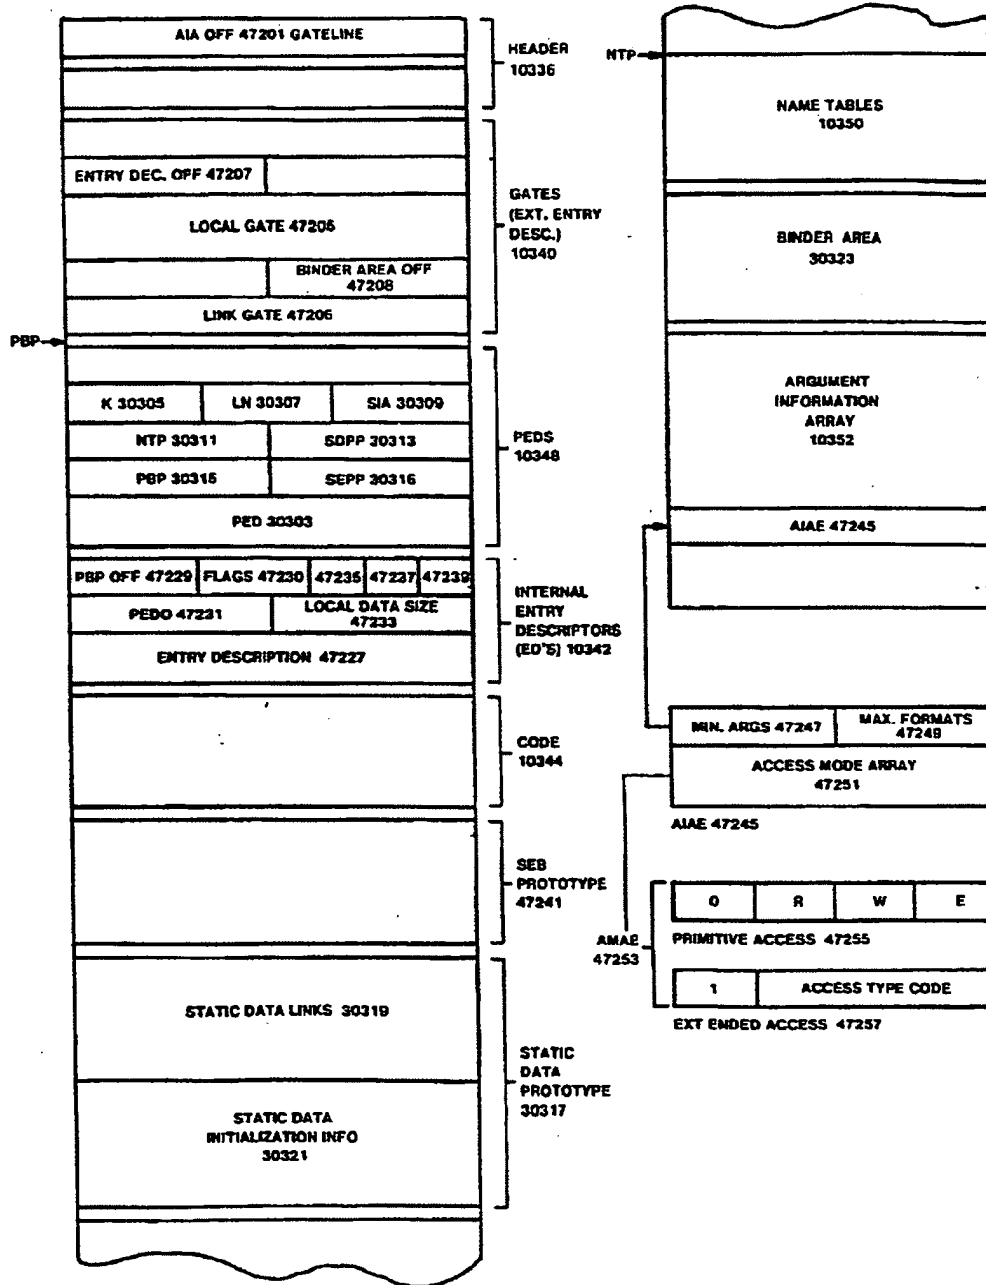 AIA OFF 47201 GATELINE
HEADER
10336
ENTRY DEC. OFF 47207
LOCAL GATE 47205
BINDER AREA OFF
47208
LINK GATE 47206
GATES
(EXT. ENTRY
DESC.)
10340
PBP
K 30305
LN 30307
SIA 30309
NTP 30311
SDPP 30313
PBP 30315
SEPP 30316
PED 30303
PEDS
10348
PBP OFF 47229
FLAGS 47230
47235
47237
47239
PEDO 47231
LOCAL DATA SIZE
47233
ENTRY DESCRIPTION 47227
INTERNAL
ENTRY
DESCRIPTORS
(ED'S) 10342
CODE
10344
SEB
PROTOTYPE
47241
STATIC DATA LINKS 30319
STATIC DATA
INITIALIZATION INFO
30321
STATIC
DATA
PROTOTYPE
30317
NTP
NAME TABLES
10350
BINDER AREA
30323
ARGUMENT
INFORMATION
ARRAY
10352
AIAE 47245
MIN. ARGS 47247
MAX. FORMATS
47249
ACCESS MODE ARRAY
47251
AIAE 47245
AMAE
47253
0
R
W
E
PRIMITIVE ACCESS 47255
1
ACCESS TYPE CODE
EXT ENDED ACCESS 47257